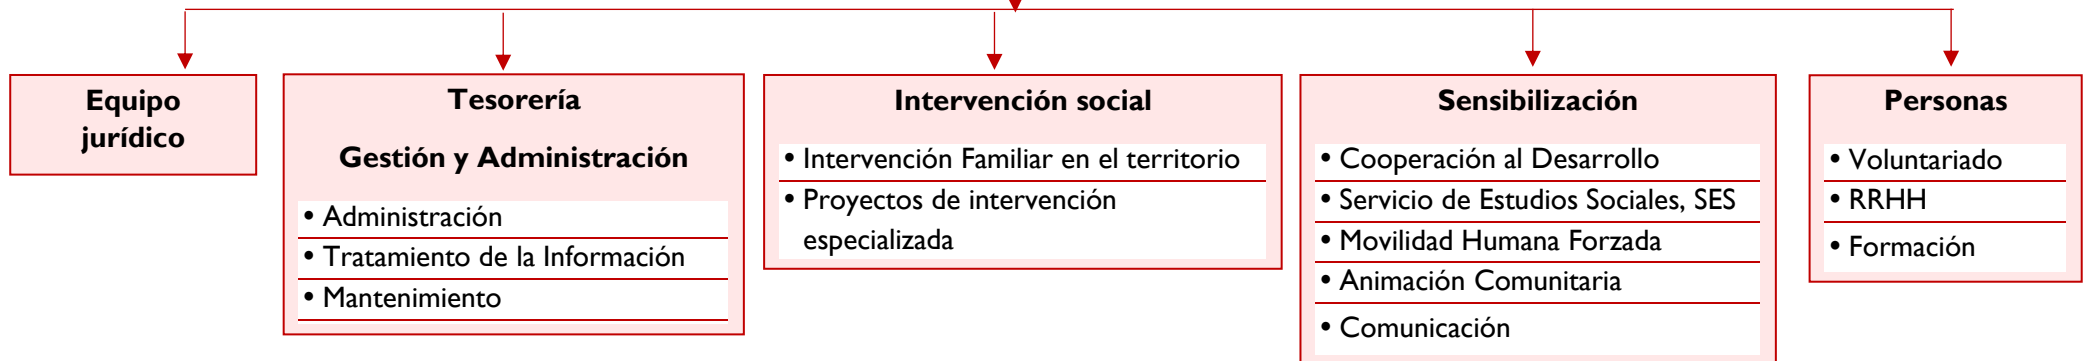 Equipo
jurídico
Tesorería
Gestión y Administración
• Administración
• Tratamiento de la Información
• Mantenimiento
Intervención social
• Intervención Familiar en el territorio
• Proyectos de intervención
especializada
Sensibilización
• Cooperación al Desarrollo
• Servicio de Estudios Sociales, SES
• Movilidad Humana Forzada
• Animación Comunitaria
• Comunicación
Personas
• Voluntariado
• RRHH
• Formación